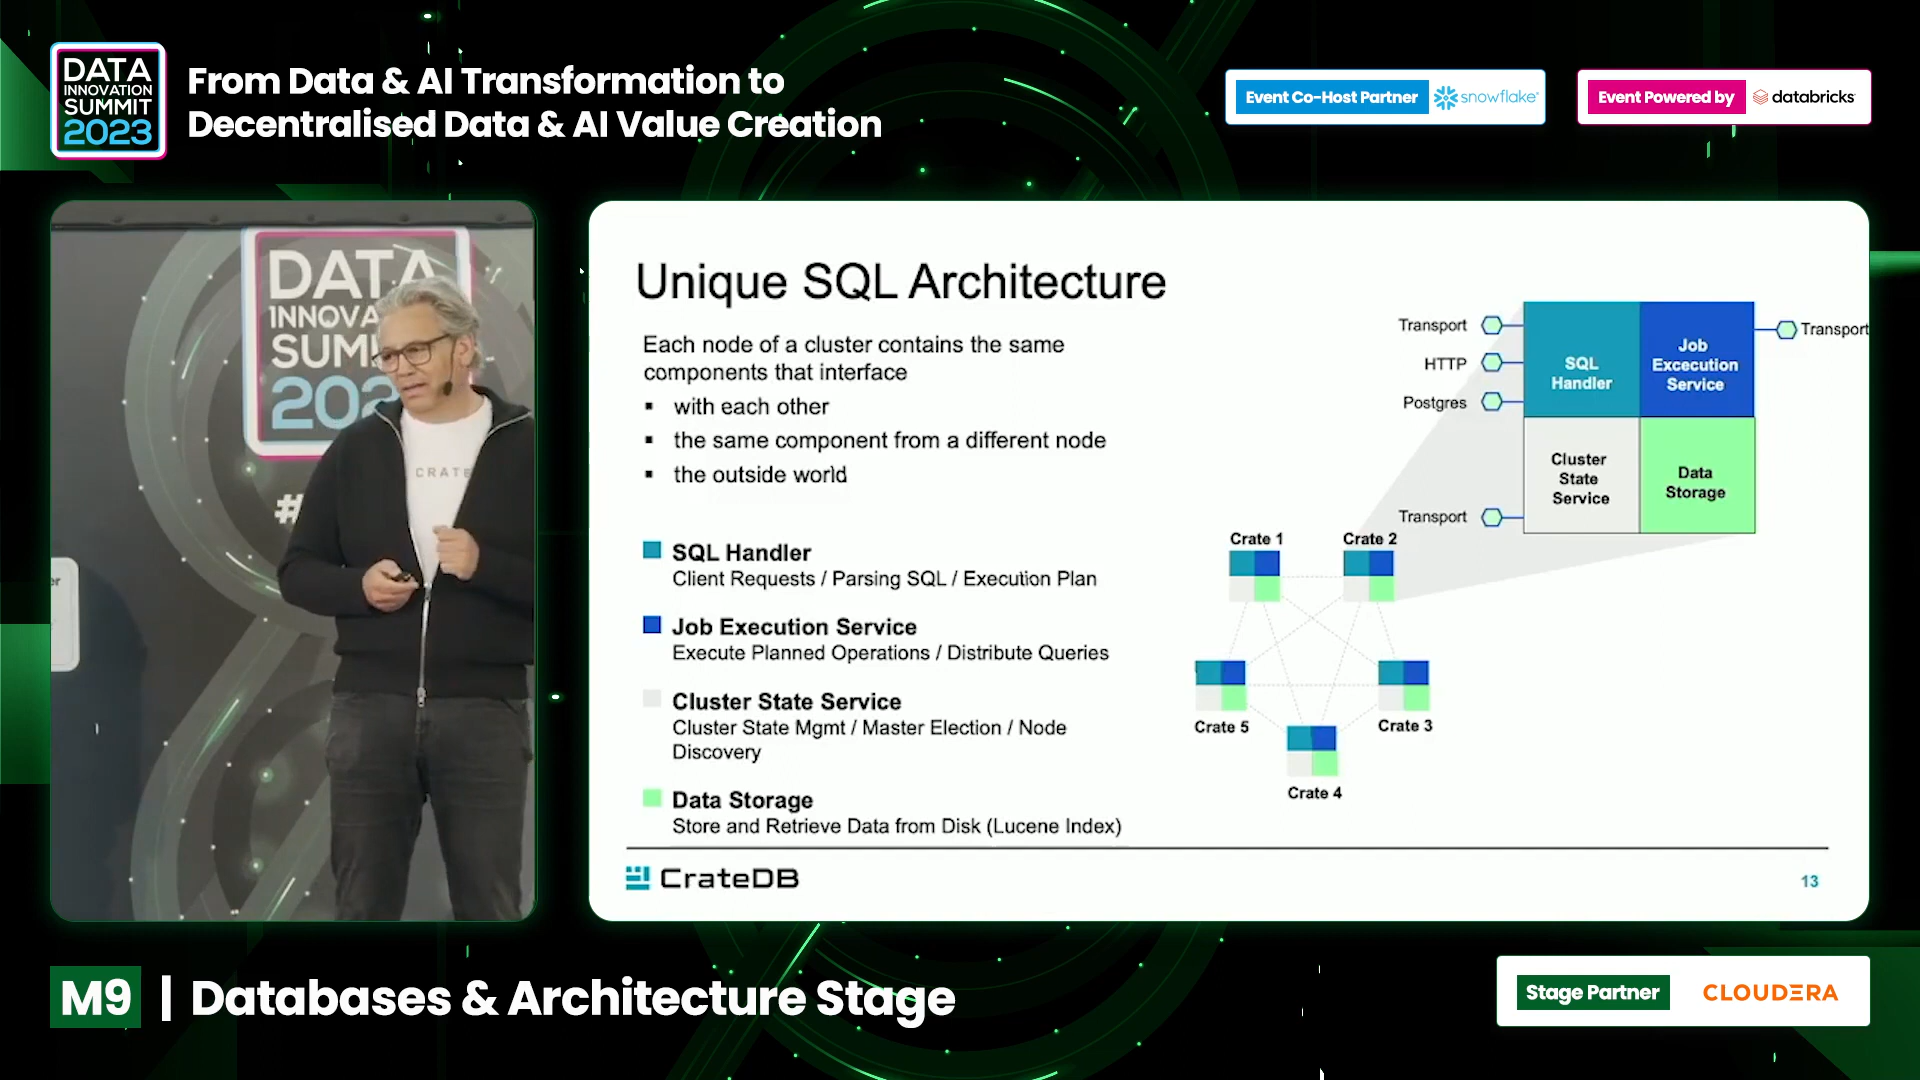 DATA
INNOVATION
SUMMIT
2023
From Data & AI Transformation to
Decentralised Data & AI Value Creation
Event Co-Host Partner
snowflake
Event Powered by
databricks
DATA
INNOVA
SUM
202
#
CRATE
er
Unique SQL Architecture
Each node of a cluster contains the same
components that interface
▪ with each other
▪ the same component from a different node
▪ the outside world
SQL Handler
Client Requests / Parsing SQL / Execution Plan
Job Execution Service
Execute Planned Operations / Distribute Queries
Cluster State Service
Cluster State Mgmt / Master Election / Node
Discovery
Data Storage
Store and Retrieve Data from Disk (Lucene Index)
Transport
HTTP
Postgres
Transport
SQL
Handler
Job
Excecution
Service
Transport
Cluster
State
Service
Data
Storage
Crate 1
Crate 2
Crate 5
Crate 3
Crate 4
CrateDB
13
M9 | Databases & Architecture Stage
Stage Partner
CLOUDERA